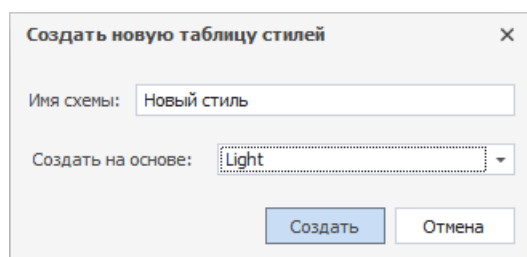 Создать новую таблицу стилей
Имя схемы: Новый стиль
Создать на основе: Light
Создать Отмена